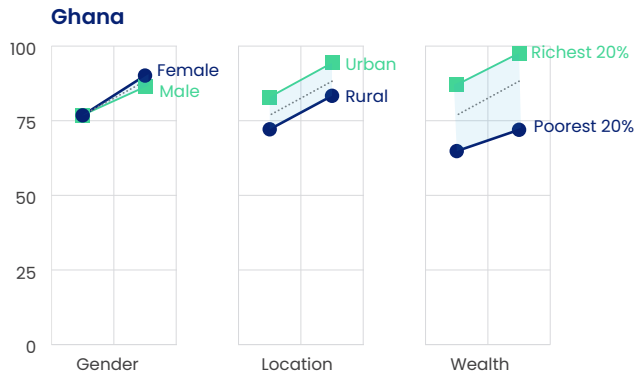 Ghana
100
75
50
25
0
Female
Male
Urban
Rural
Richest 20%
Poorest 20%
Gender
Location
Wealth